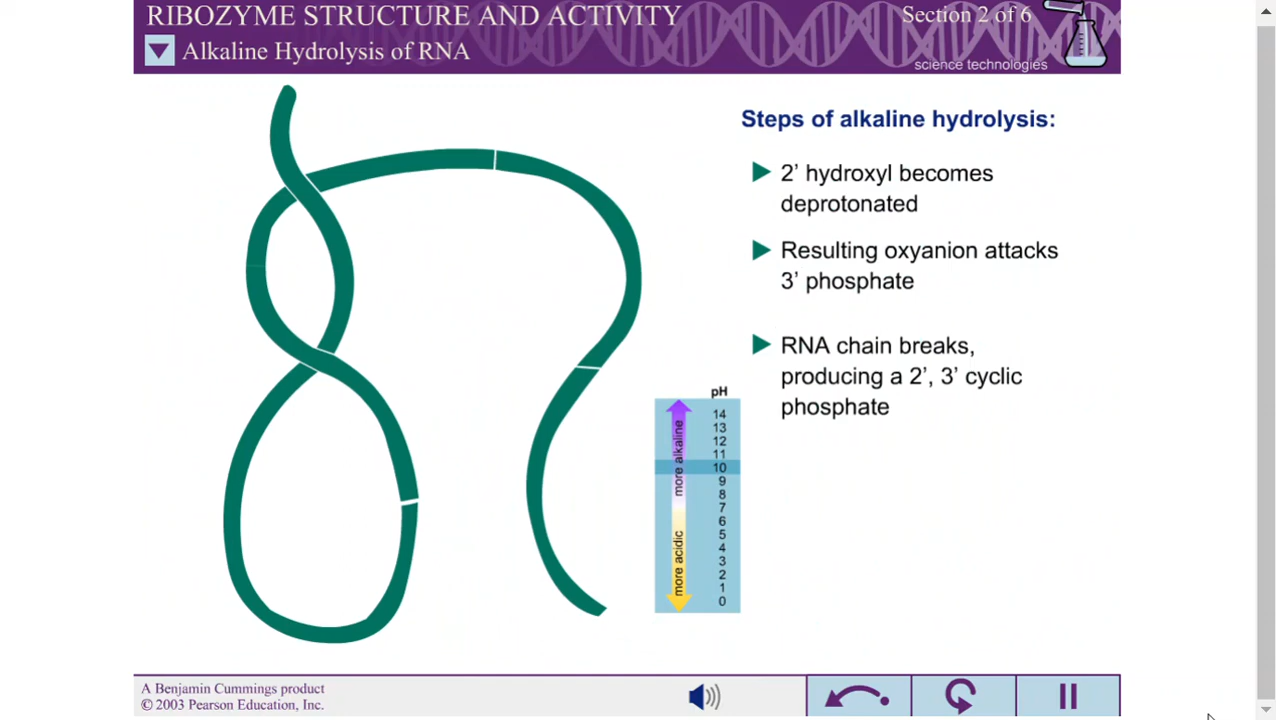 RIBOZYME STRUCTURE AND ACTIVITY
Section 2 of 6
Alkaline Hydrolysis of RNA
science technologies
Steps of alkaline hydrolysis:
2’ hydroxyl becomes
deprotonated
Resulting oxyanion attacks
3’ phosphate
RNA chain breaks,
producing a 2’, 3’ cyclic
phosphate
pH
14
13
12
11
10
9
8
7
6
5
4
3
2
1
0
more alkaline
more acidic
A Benjamin Cummings product
© 2003 Pearson Education, Inc.